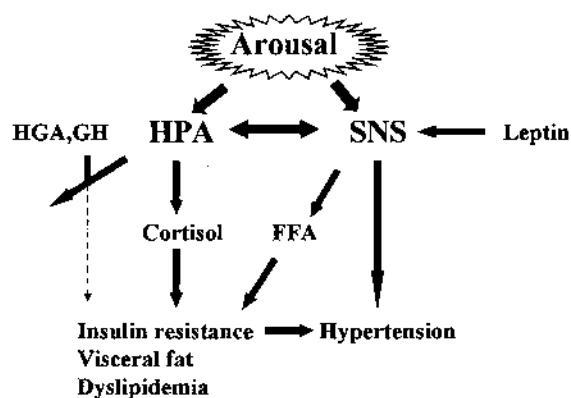 Arousal
HGA,GH HPA SNS Leptin
Cortisol FFA
Insulin resistance Hypertension
Visceral fat
Dyslipidemia